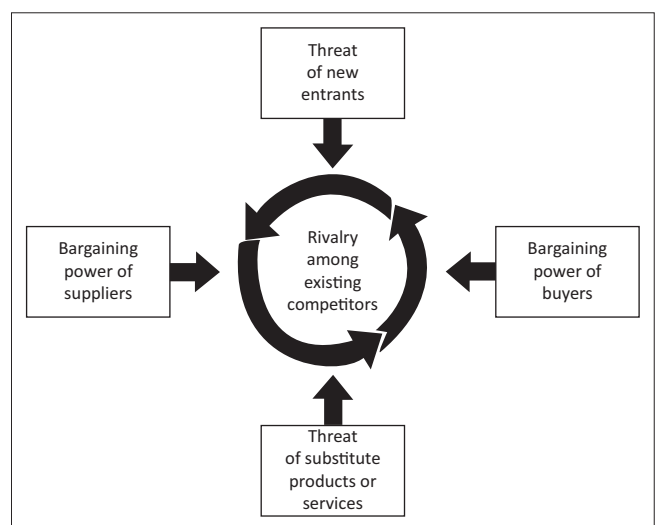 Threat
of new
entrants
Bargaining
power of
suppliers
Rivalry
among
existing
competitors
Bargaining
power of
buyers
Threat
of substitute
products or
services